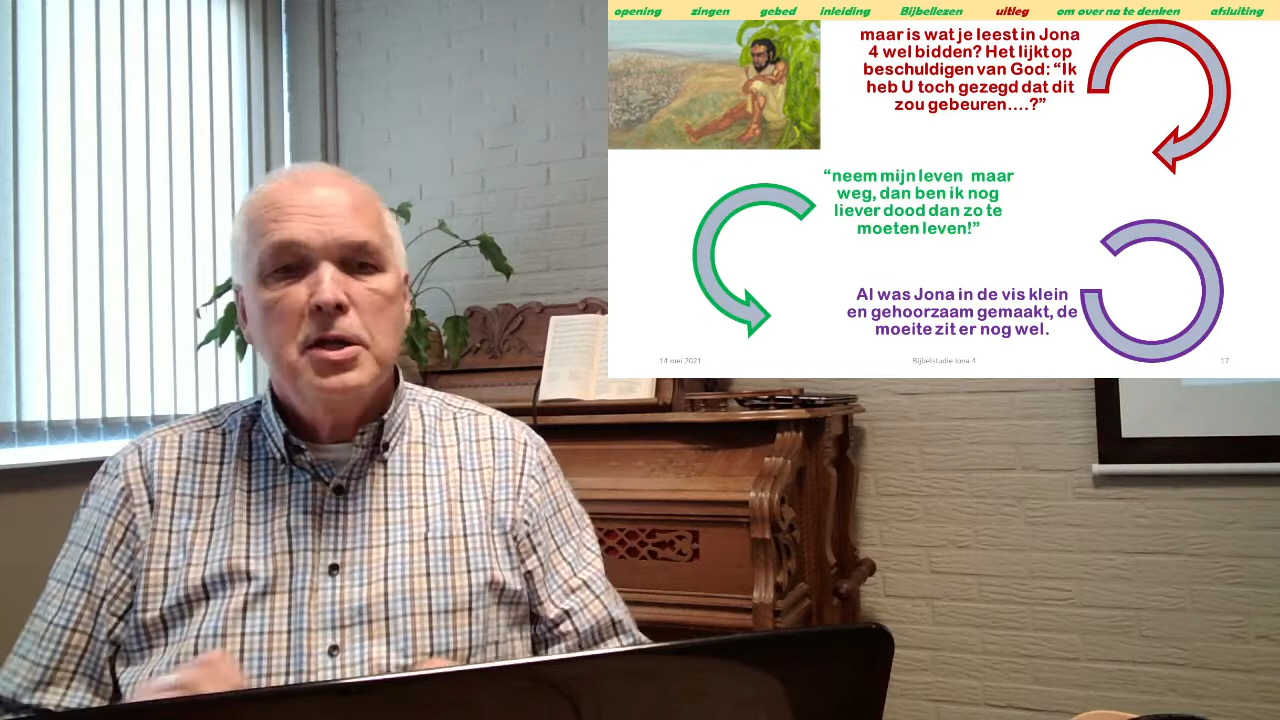 opening zingen gebed inleiding Bijbellezen uitleg om over na te denken afsluiting
maar is wat je leest in Jona
4 wel bidden? Het lijkt op
beschuldigen van God: “Ik
heb U toch gezegd dat dit
zou gebeuren....?”
“neem mijn leven maar
weg, dan ben ik nog
liever dood dan zo te
moeten leven!”
Al was Jona in de vis klein
en gehoorzaam gemaakt, de
moeite zit er nog wel.
14 mei 2021 Bijbelstudie Jona 4 17